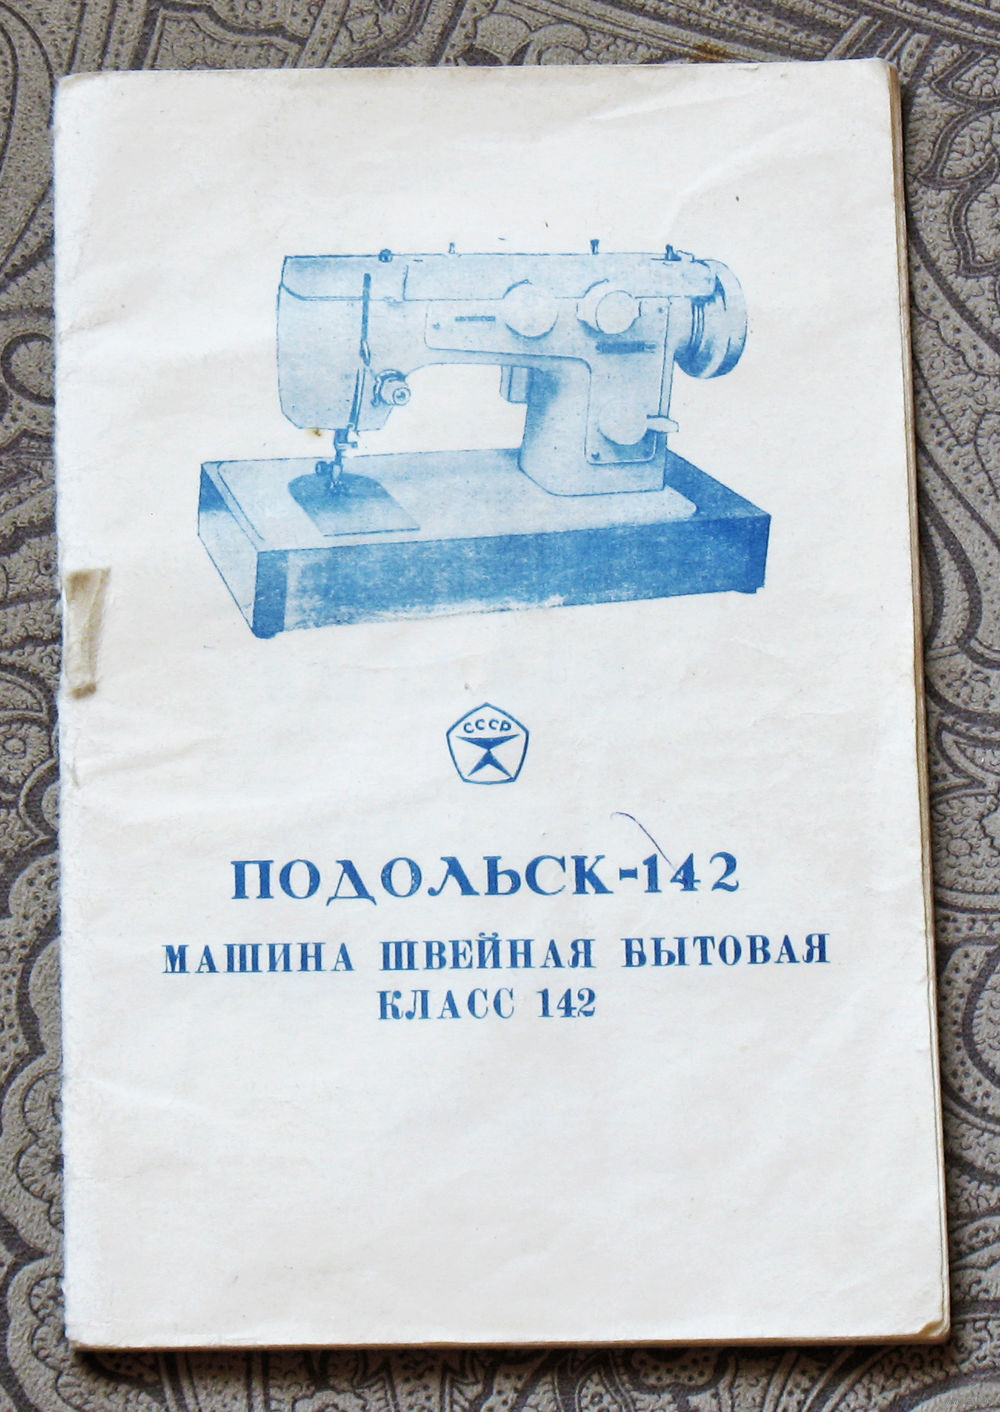 СССР
ПОДОЛЬСК-142
МАШИНА ШВЕЙНАЯ БЫТОВАЯ
КЛАСС 142